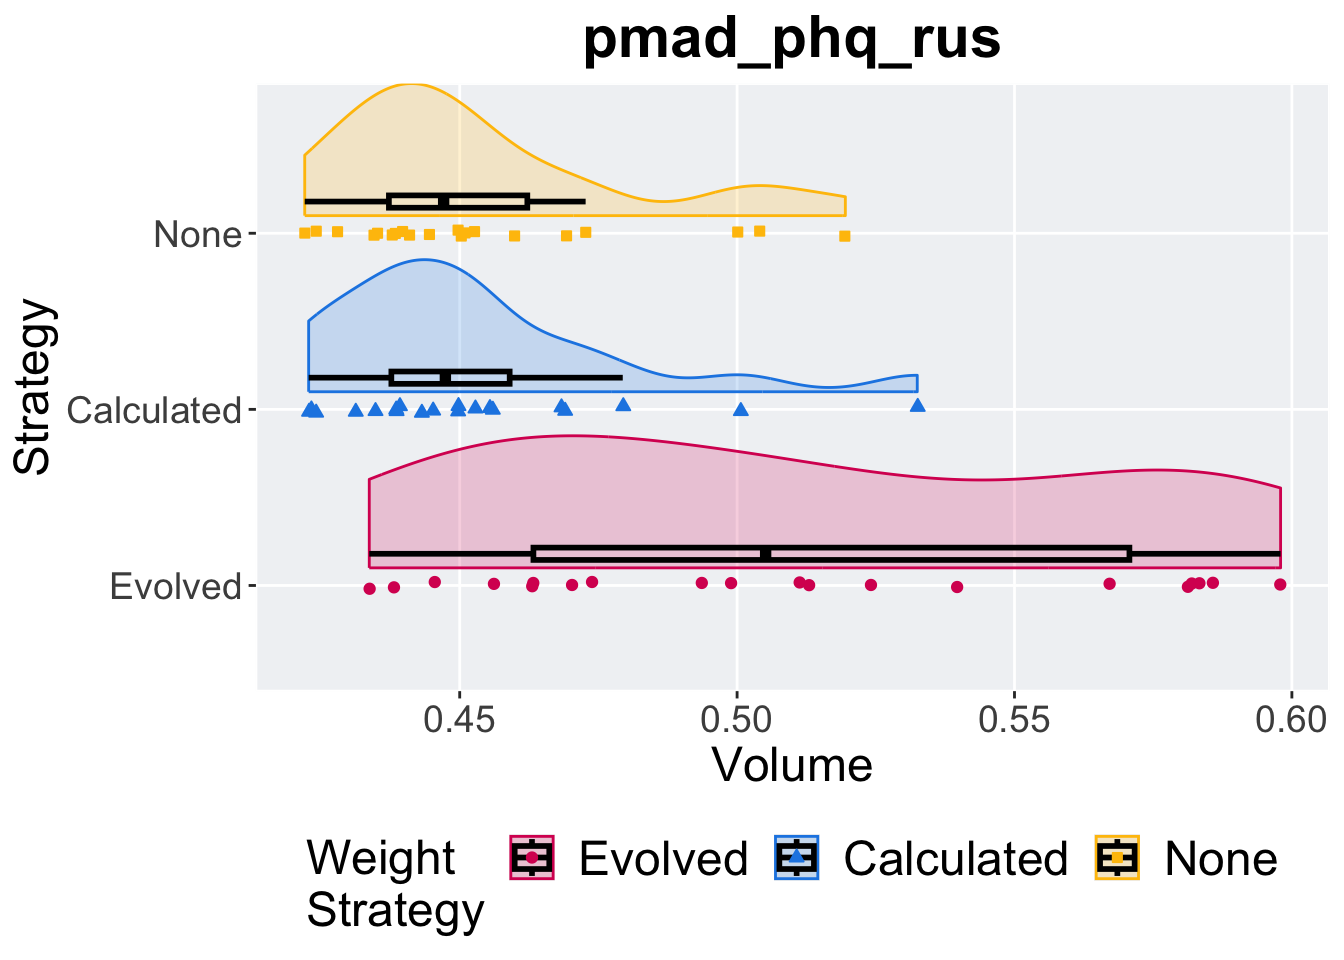 pmad_phq_rus
Strategy
None
Calculated
Evolved
0.45 0.50 0.55 0.60
Volume
Weight
Strategy
Evolved Calculated None